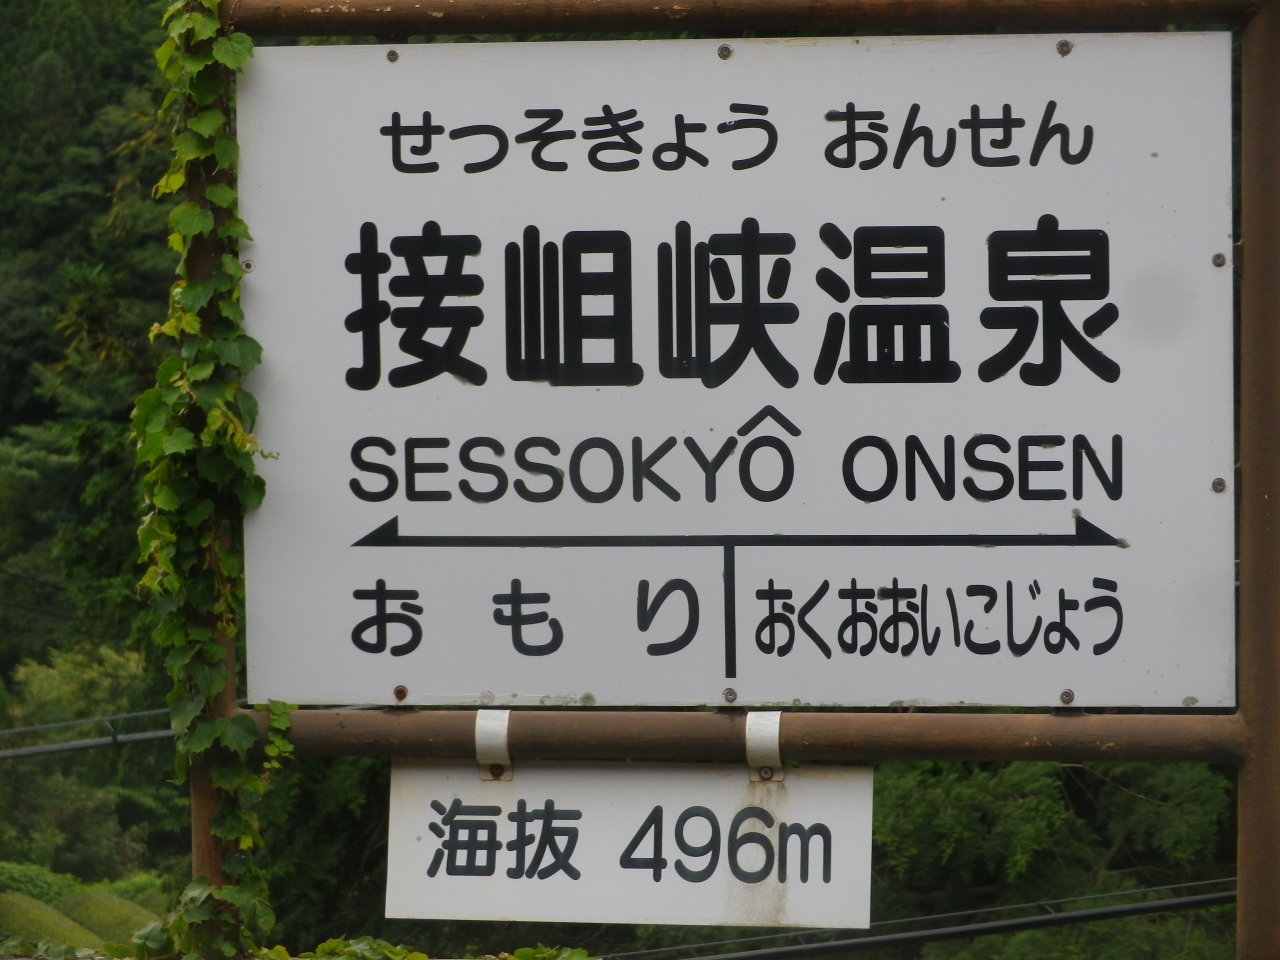 せっそきょう おんせん
接岨峡温泉
SESSOKYÔ ONSEN
おもり おくおおいこじょう
海抜 496m